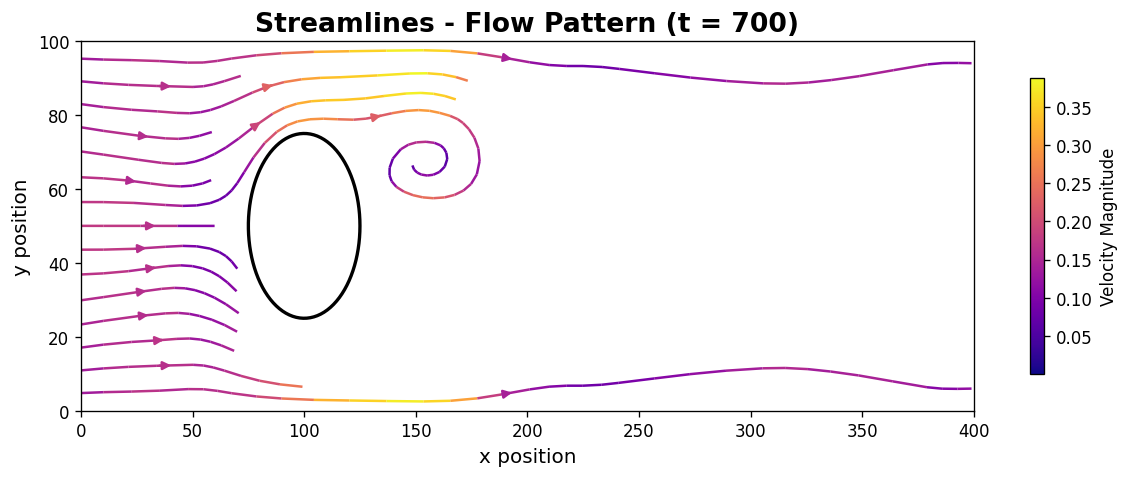 Streamlines - Flow Pattern (t = 700)
100
80
60
40
20
0
y position
0 50 100 150 200 250 300 350 400
x position
0.35
0.30
0.25
0.20
0.15
0.10
0.05
Velocity Magnitude